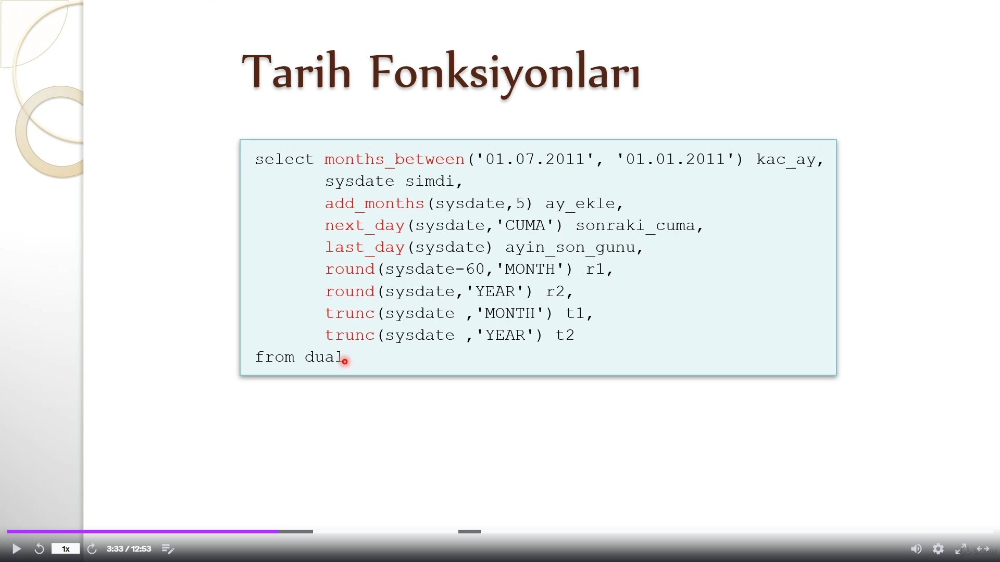 Tarih Fonksiyonları
select months_between('01.07.2011', '01.01.2011') kac_ay,
sysdate simdi,
add_months(sysdate,5) ay_ekle,
next_day(sysdate,'CUMA') sonraki_cuma,
last_day(sysdate) ayin_son_gunu,
round(sysdate-60,'MONTH') r1,
round(sysdate,'YEAR') r2,
trunc(sysdate ,'MONTH') t1,
trunc(sysdate ,'YEAR') t2
from dual
1x
3:33 / 12:53